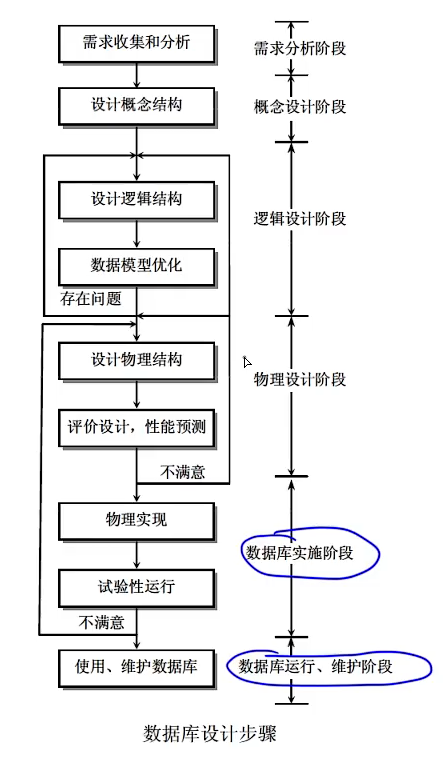 需求收集和分析
需求分析阶段
设计概念结构
概念设计阶段
设计逻辑结构
逻辑设计阶段
数据模型优化
存在问题
设计物理结构
物理设计阶段
评价设计，性能预测
不满意
物理实现
数据库实施阶段
试验性运行
不满意
使用、维护数据库
数据库运行、维护阶段
数据库设计步骤